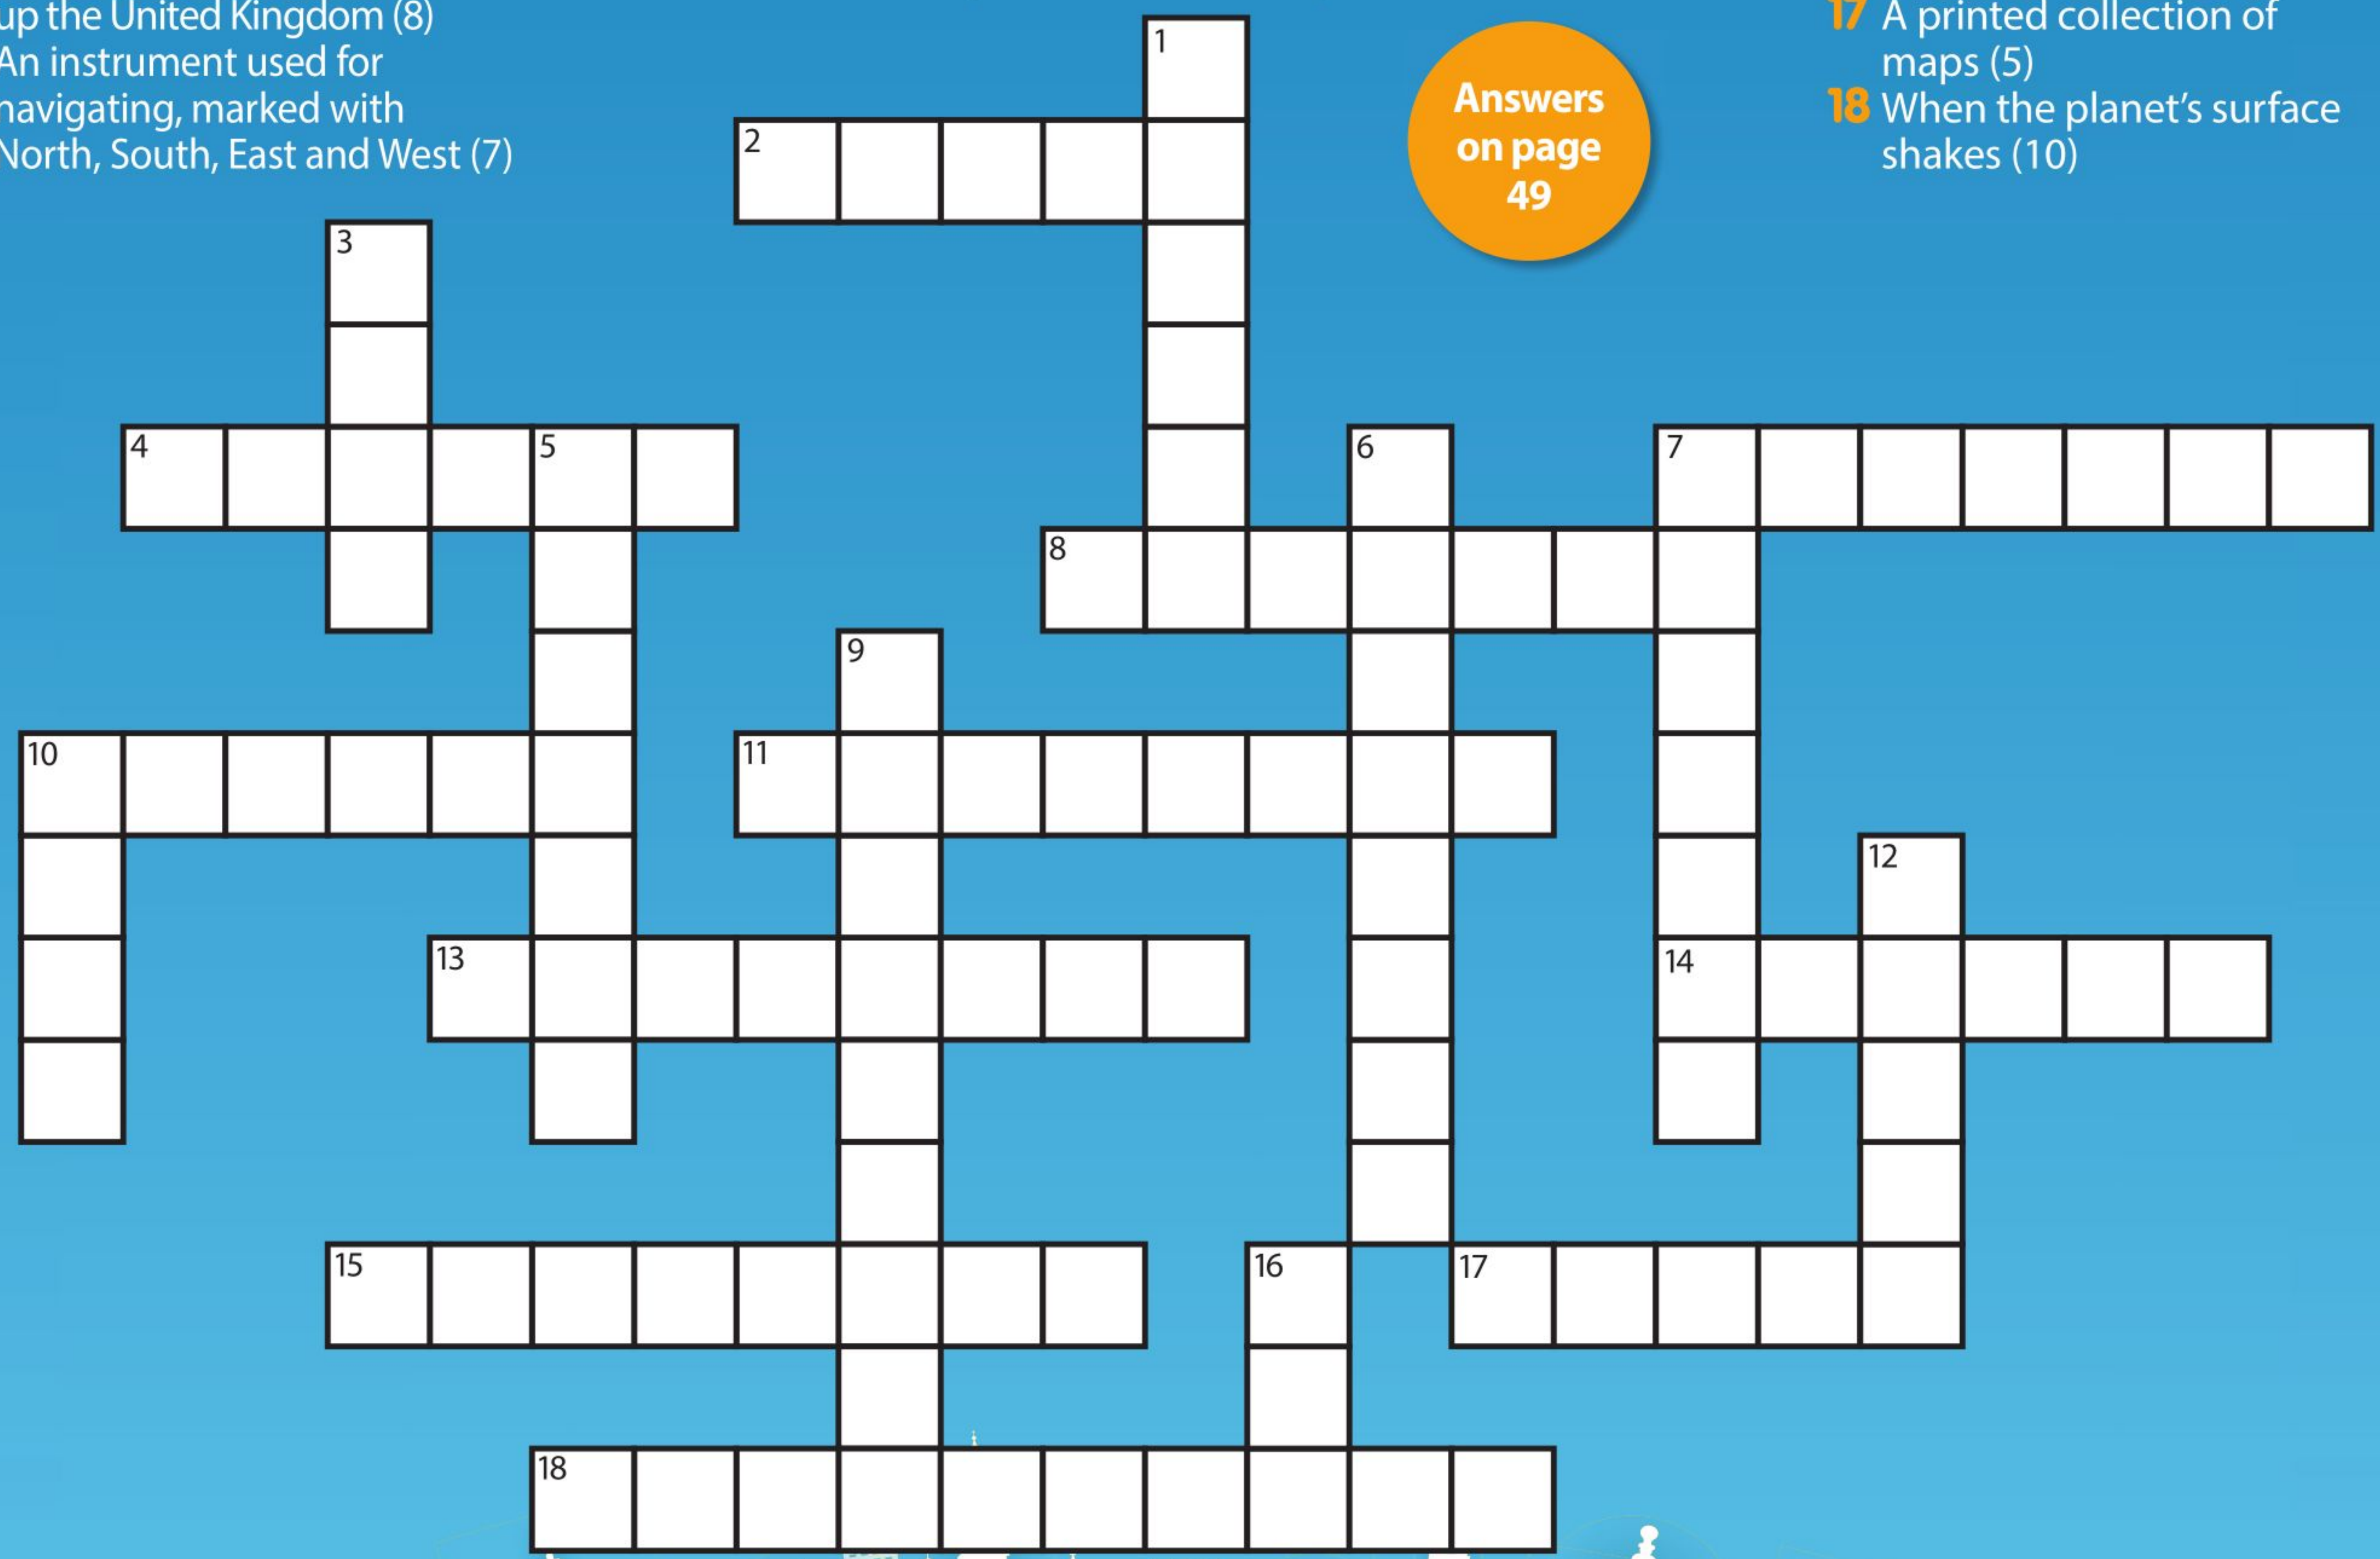 up the United Kingdom (8)
An instrument used for
navigating, marked with
North, South, East and West (7)
Answers
on page
49
17 A printed collection of
maps (5)
18 When the planet's surface
shakes (10)
1
2
3
4
5
6
7
8
9
10
11
12
13
14
15
16
17
18